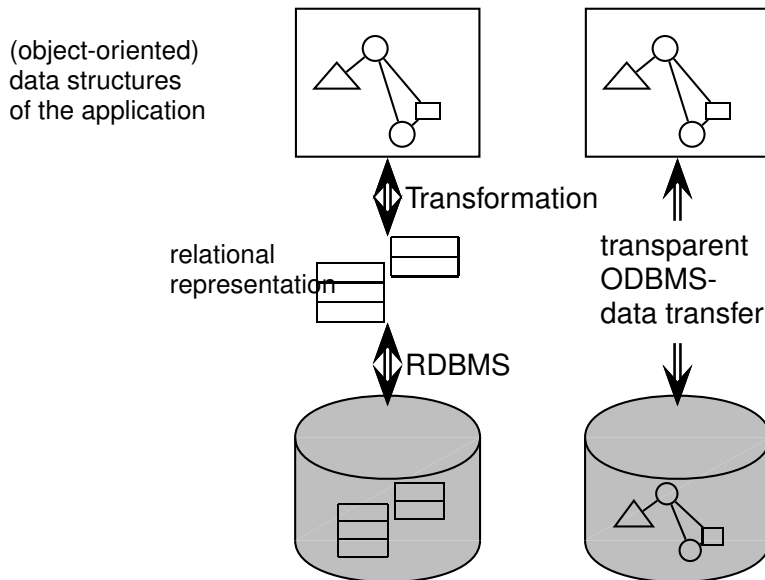 (object-oriented)
data structures
of the application
Transformation
relational
representation
transparent
ODBMS-
data transfer
RDBMS